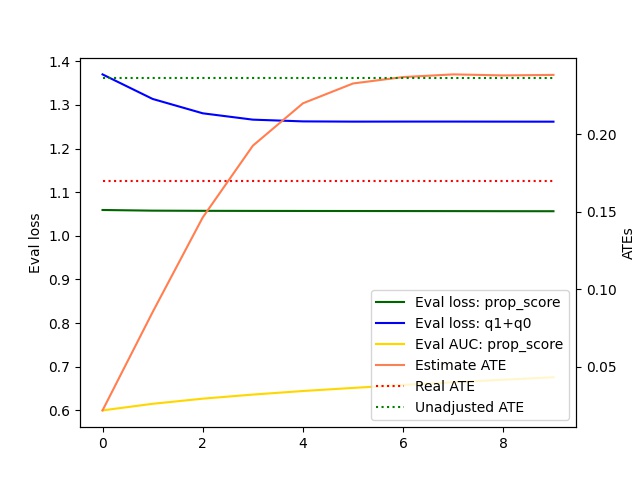 1.4
1.3
1.2
1.1
1.0
0.9
0.8
0.7
0.6
Eval loss
0.20
0.15
0.10
0.05
ATEs
Eval loss: prop_score
Eval loss: q1+q0
Eval AUC: prop_score
Estimate ATE
Real ATE
Unadjusted ATE
0
2
4
6
8